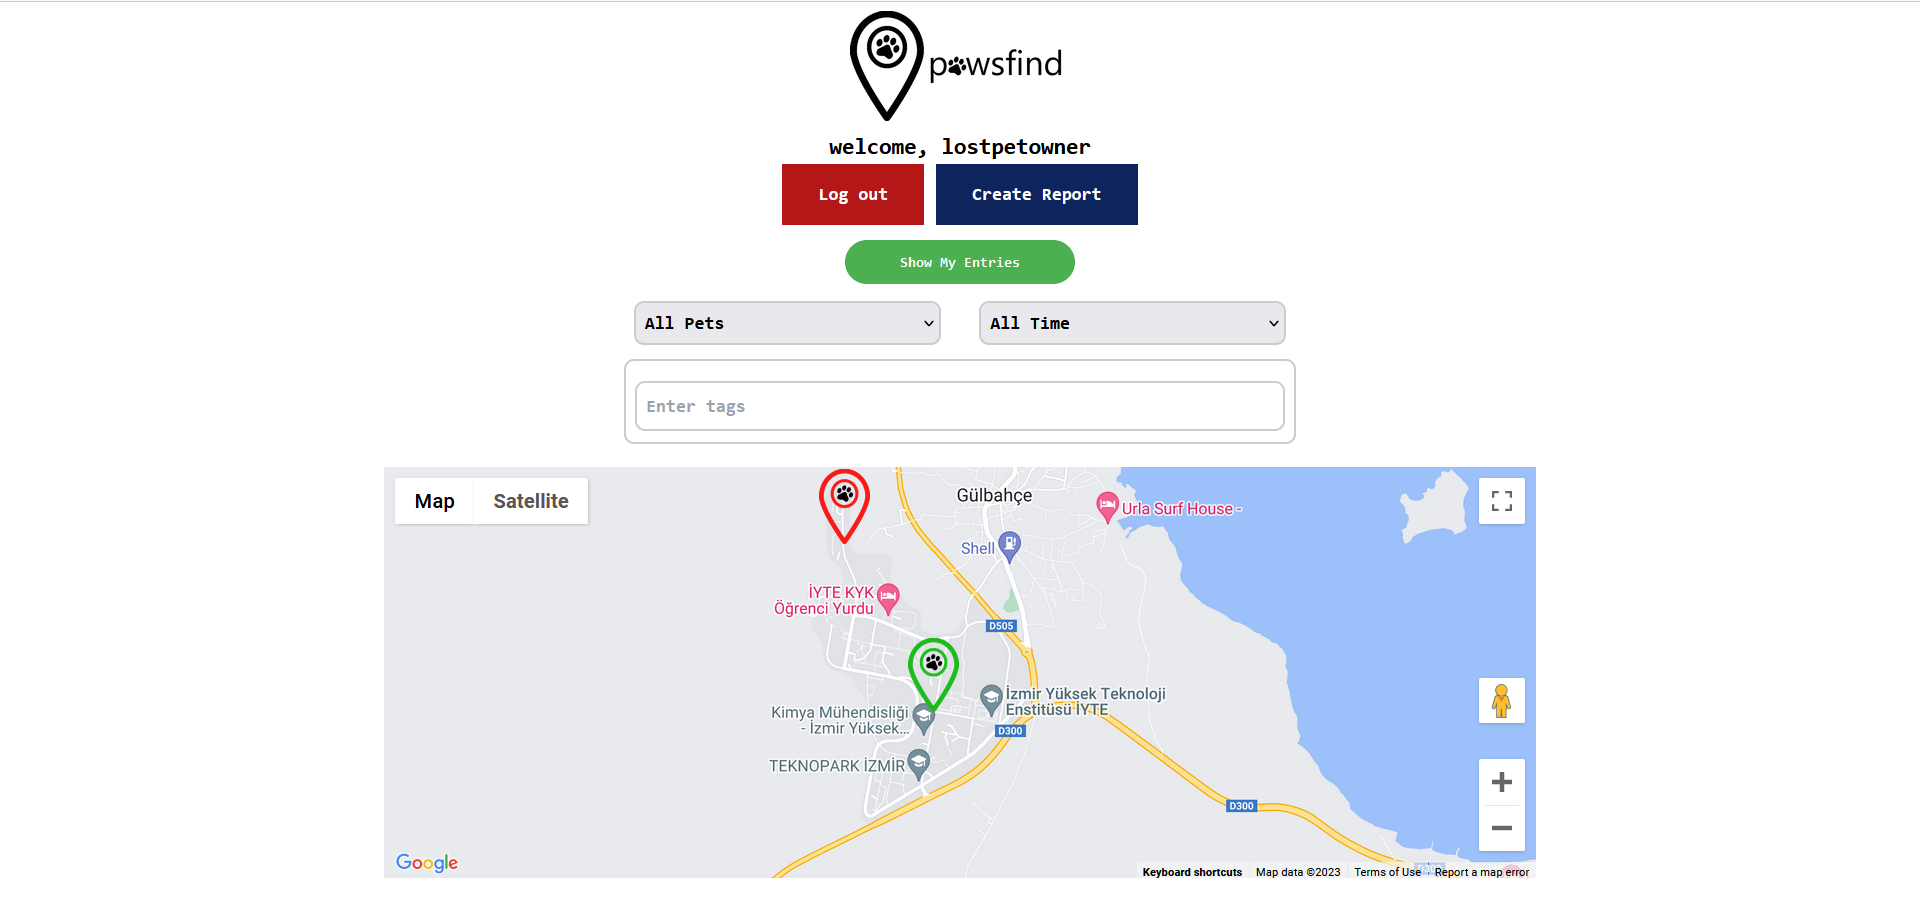 pawsfind
welcome, lostpetowner
Log out
Create Report
Show My Entries
All Pets
All Time
Enter tags
Map
Satellite
Gülbahçe
Urla Surf House -
Shell
İYTE KYK
Öğrenci Yurdu
D505
İzmir Yüksek Teknoloji
Enstitüsü İYTE
Kimya Mühendisliği
- İzmir Yüksek...
D300
TEKNOPARK İZMİR
D300
Google
Keyboard shortcuts
Map data ©2023
Terms of Use
Report a map error